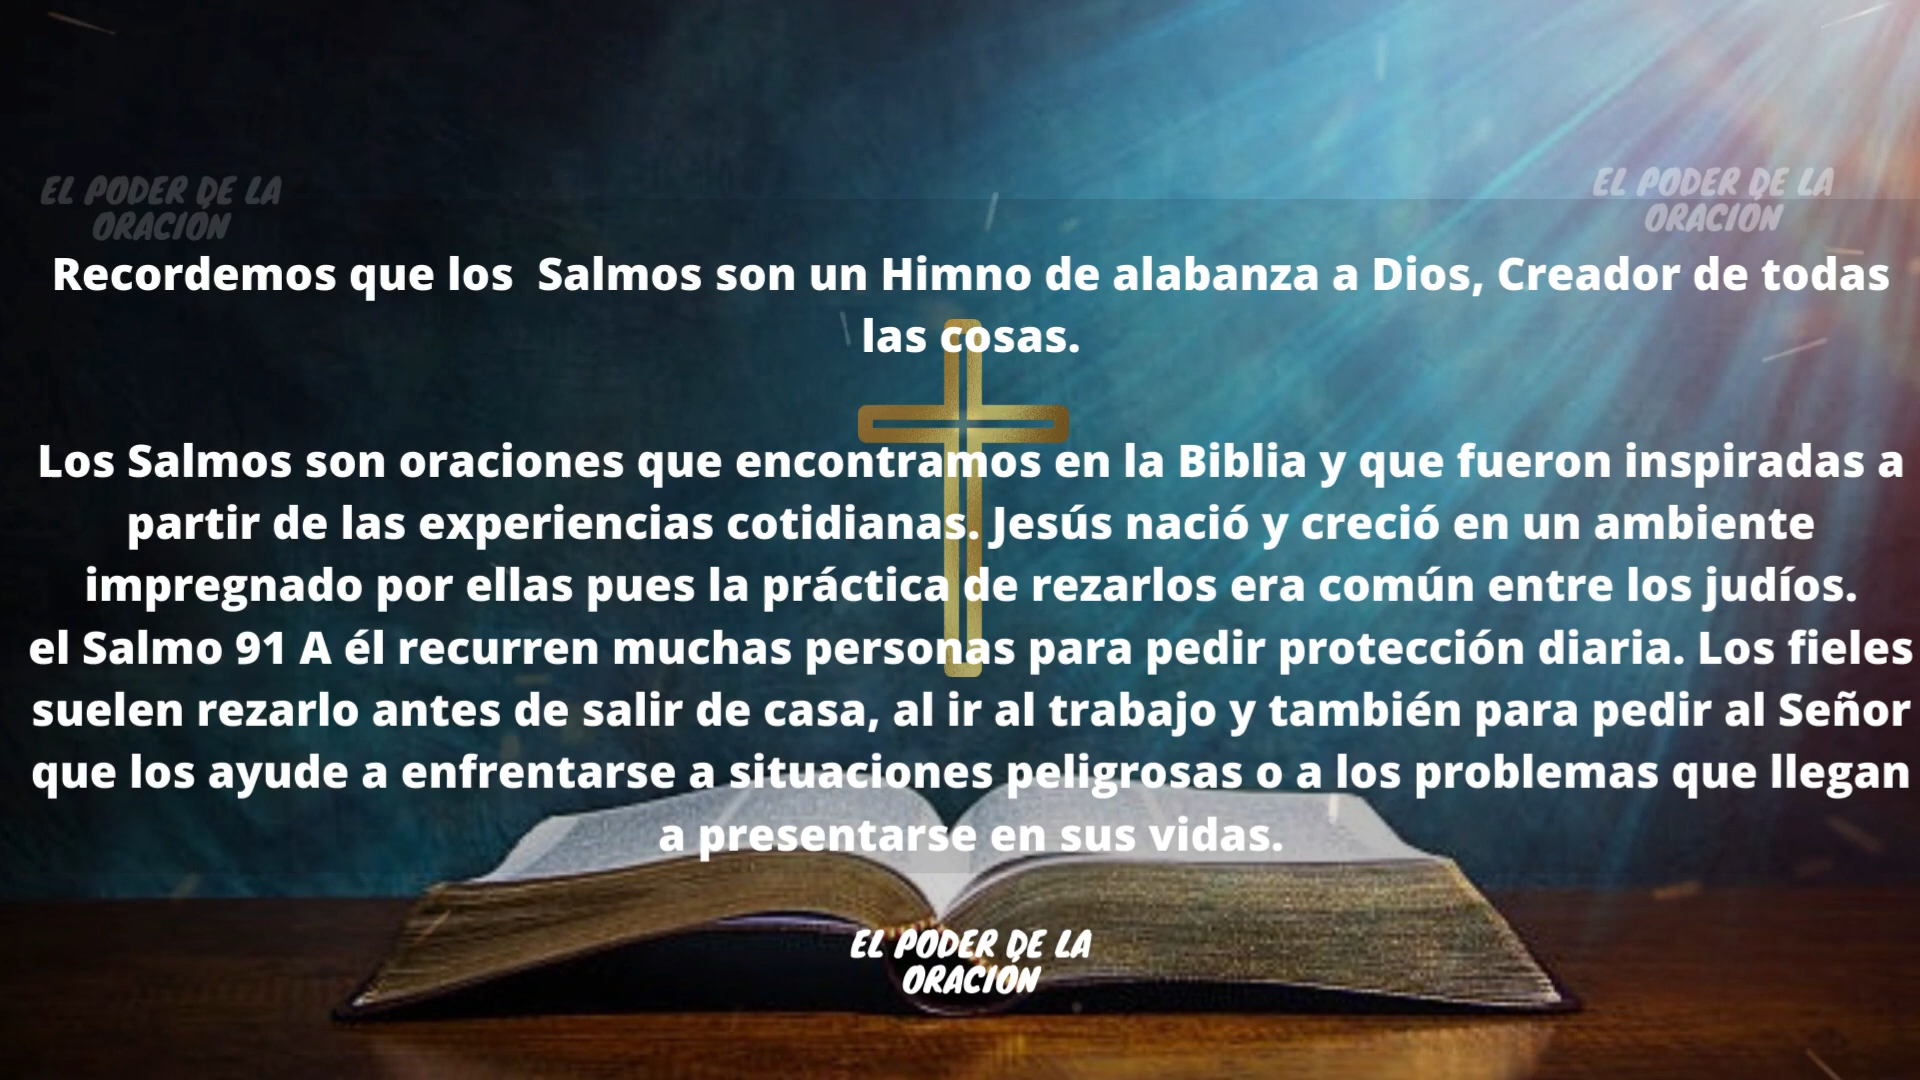 EL PODER DE LA
ORACIÓN
EL PODER DE LA
ORACIÓN
Recordemos que los  Salmos son un Himno de alabanza a Dios, Creador de todas
las cosas.
Los Salmos son oraciones que encontramos en la Biblia y que fueron inspiradas a
partir de las experiencias cotidianas. Jesús nació y creció en un ambiente
impregnado por ellas pues la práctica de rezarlos era común entre los judíos.
el Salmo 91 A él recurren muchas personas para pedir protección diaria. Los fieles
suelen rezarlo antes de salir de casa, al ir al trabajo y también para pedir al Señor
que los ayude a enfrentarse a situaciones peligrosas o a los problemas que llegan
a presentarse en sus vidas.
EL PODER DE LA
ORACIÓN